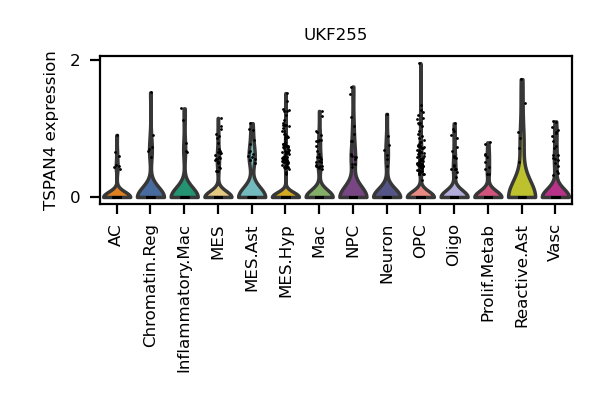 UKF255
TSPAN4 expression
2
0
AC
Chromatin.Reg
Inflammatory.Mac
MES
MES.Ast
MES.Hyp
Mac
NPC
Neuron
OPC
Oligo
Prolif.Metab
Reactive.Ast
Vasc